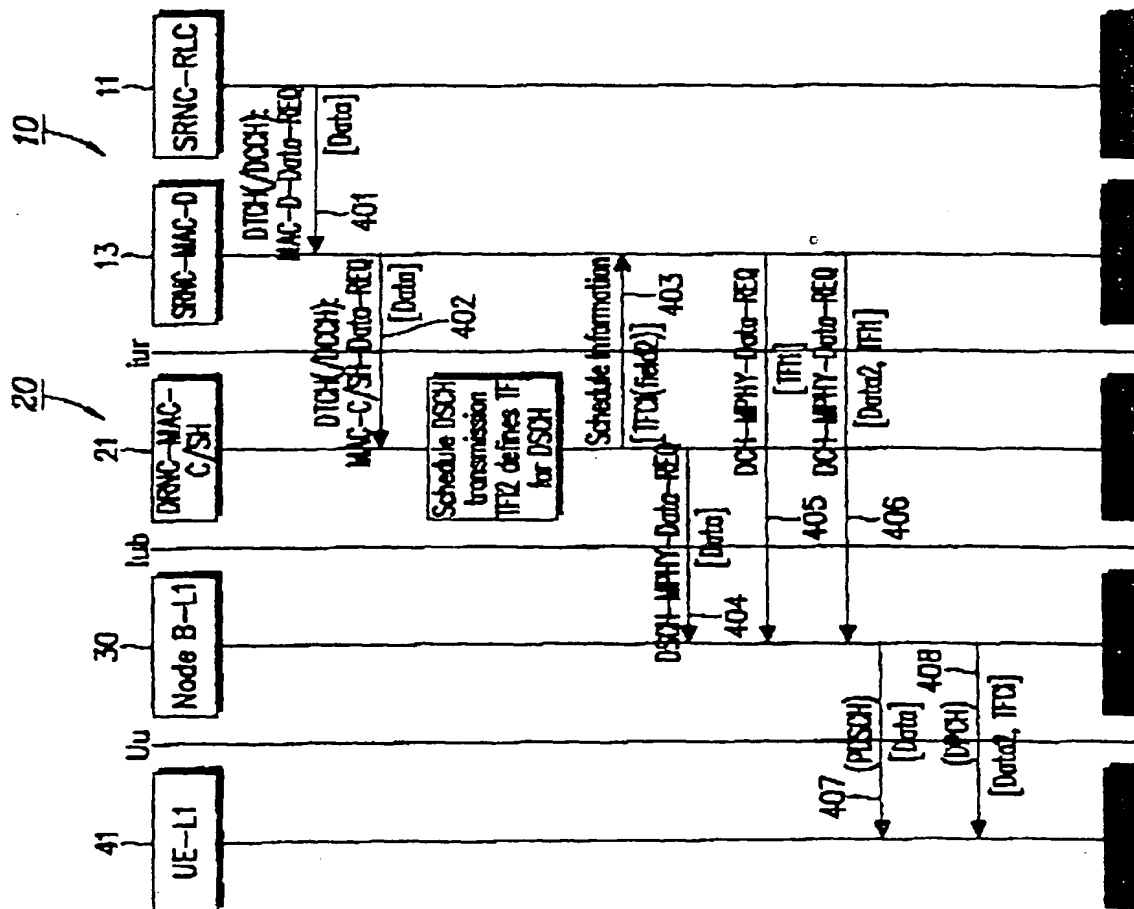 10
20
41
30
21
13
11
UE-L1
Node B-L1
DRNC-MAC-
C/SH
SRNC-MAC-D
SRNC-RLC
Uu
Iub
Iur
DTCH(/DCCH):
MAC-D-Data-REQ
[Data]
401
DTCH(/DCCH):
MAC-C/SH-Data-REQ
[Data]
402
Schedule DSCH
transmission
TFI2 defines TF
for DSCH
Schedule Information
[TFCI(field2)]
403
DSCH-MPHY-Data-REQ
[Data]
404
DCH-MPHY-Data-REQ
[TFI1]
405
DCH-MPHY-Data-REQ
[Data2, TFI1]
406
(PDSCH)
[Data]
407
(DPCH)
[Data2, TFCI]
408